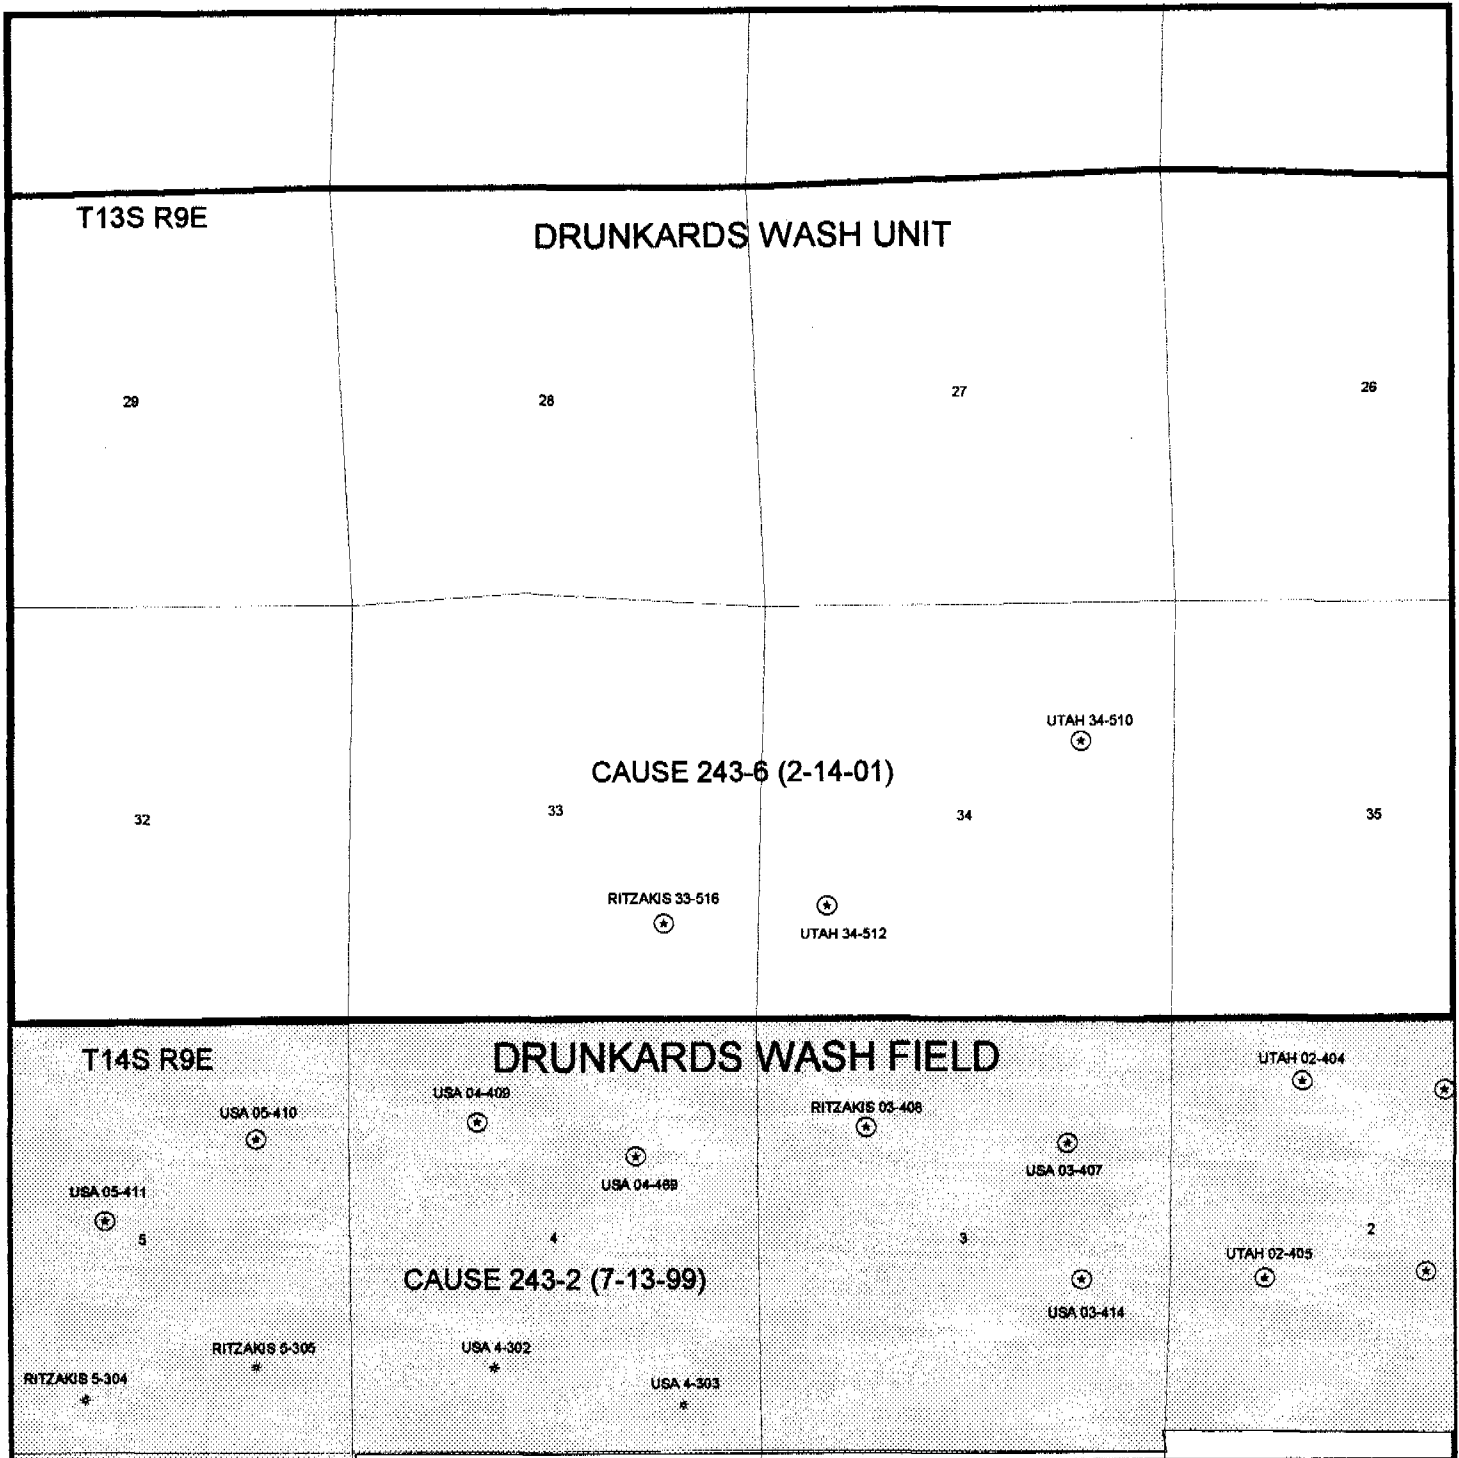 T13S R9E
DRUNKARDS WASH UNIT
29
28
27
26
UTAH 34-510
CAUSE 243-6 (2-14-01)
32
33
34
35
RITZAKIS 33-516
UTAH 34-512
T14S R9E
DRUNKARDS WASH FIELD
UTAH 02-404
USA 04-409
RITZAKIS 03-408
USA 05-410
USA 03-407
USA 04-469
USA 05-411
5
4
3
2
UTAH 02-405
CAUSE 243-2 (7-13-99)
USA 03-414
RITZAKIS 5-305
USA 4-302
RITZAKIS 5-304
USA 4-303